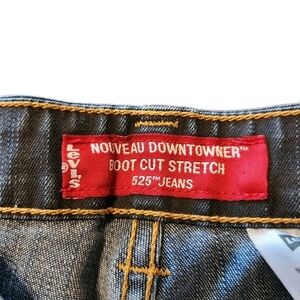 LEVI'S ®
NOUVEAU DOWNTOWNER™
BOOT CUT STRETCH
525™ JEANS